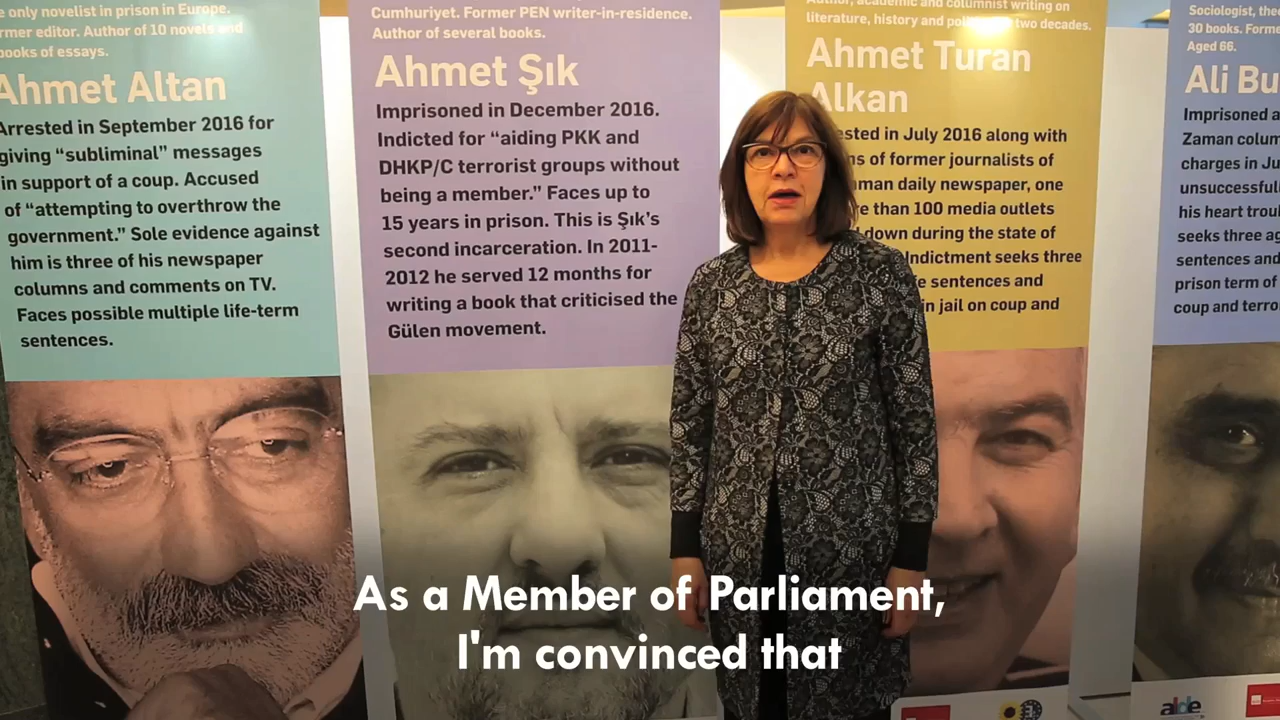 e only novelist in prison in Europe.
rmer editor. Author of 10 novels and
books of essays.
Ahmet Altan
Arrested in September 2016 for
giving “subliminal” messages
in support of a coup. Accused
of “attempting to overthrow the
government.” Sole evidence against
him is three of his newspaper
columns and comments on TV.
Faces possible multiple life-term
sentences.
Cumhuriyet. Former PEN writer-in-residence.
Author of several books.
Ahmet Şık
Imprisoned in December 2016.
Indicted for “aiding PKK and
DHKP/C terrorist groups without
being a member.” Faces up to
15 years in prison. This is Şık’s
second incarceration. In 2011-
2012 he served 12 months for
writing a book that criticised the
Gülen movement.
Author, academic and columnist writing on
literature, history and two decades.
Ahmet Turan
Alkan
ested in July 2016 along with
ns of former journalists of
man daily newspaper, one
re than 100 media outlets
down during the state of
Indictment seeks three
e sentences and
in jail on coup and
Sociologist, the
30 books. Forme
Aged 66.
Ali Bu
Imprisoned a
Zaman colum
charges in Ju
unsuccessful
his heart troul
seeks three ag
sentences and
prison term of
coup and terro
As a Member of Parliament,
I'm convinced that
alde